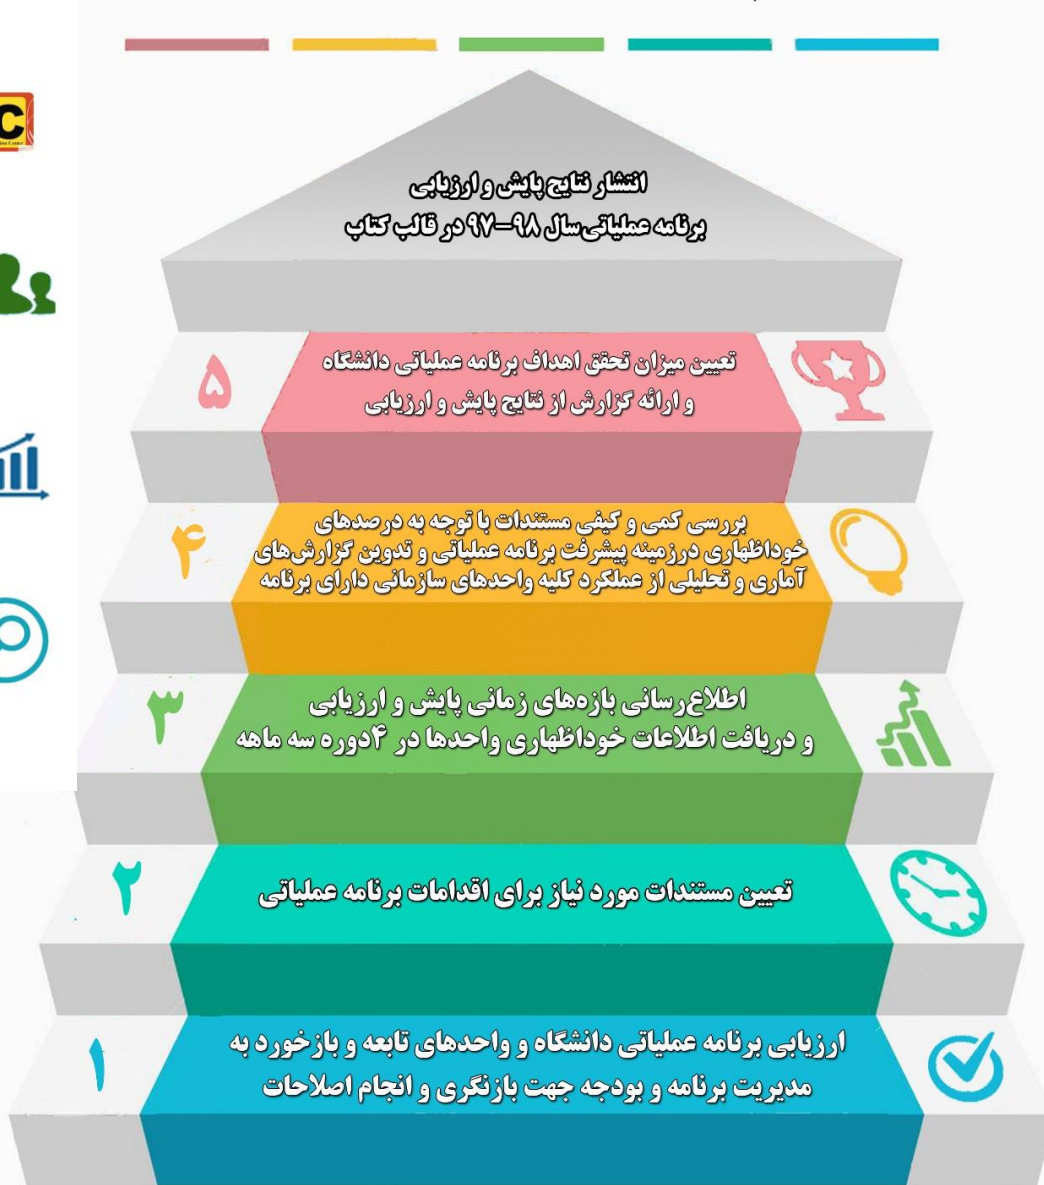 C
انتشار نتایج پایش و ارزیابی
برنامه عملیاتی سال ۹۸-۹۷ در قالب کتاب
۵
تعیین میزان تحقق اهداف برنامه عملیاتی دانشگاه
و ارائه گزارش از نتایج پایش و ارزیابی
۴
بررسی کمی و کیفی مستندات با توجه به درصدهای
خوداظهاری درزمینه پیشرفت برنامه عملیاتی و تدوین گزارش‌های
آماری و تحلیلی از عملکرد کلیه واحدهای سازمانی دارای برنامه
۳
اطلاع‌رسانی بازه‌های زمانی پایش و ارزیابی
و دریافت اطلاعات خوداظهاری واحدها در ۴دوره سه ماهه
۲
تعیین مستندات مورد نیاز برای اقدامات برنامه عملیاتی
۱
ارزیابی برنامه عملیاتی دانشگاه و واحدهای تابعه و بازخورد به
مدیریت برنامه و بودجه جهت بازنگری و انجام اصلاحات